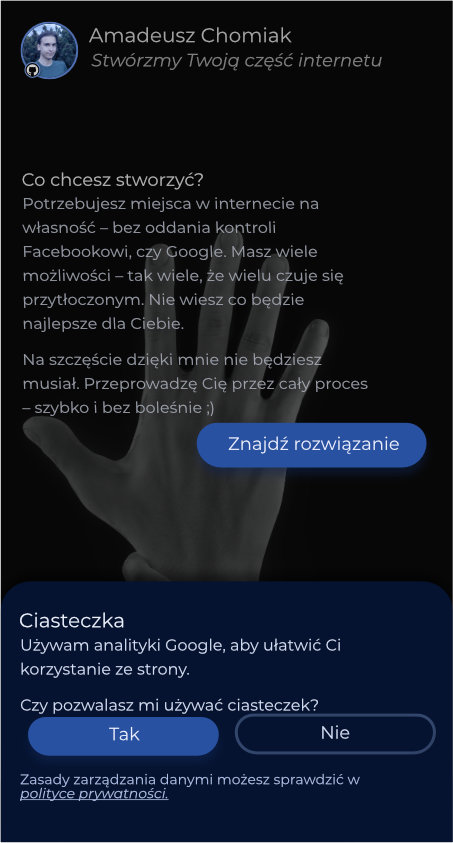 Amadeusz Chomiak
Stwórzmy Twoją część internetu
Co chcesz stworzyć?
Potrzebujesz miejsca w internecie na
własność – bez oddania kontroli
Facebookowi, czy Google. Masz wiele
możliwości – tak wiele, że wielu czuje się
przytłoczonym. Nie wiesz co będzie
najlepsze dla Ciebie.
Na szczęście dzięki mnie nie będziesz
musiał. Przeprowadzę Cię przez cały proces
– szybko i bez boleśnie ;)
Znajdź rozwiązanie
Ciasteczka
Używam analityki Google, aby ułatwić Ci
korzystanie ze strony.
Czy pozwalasz mi używać ciasteczek?
Tak
Nie
Zasady zarządzania danymi możesz sprawdzić w
polityce prywatności.